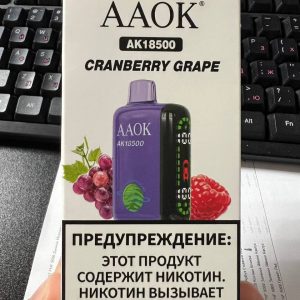 AAOK®
AK18500
CRANBERRY GRAPE
AAOK
AK18500
ПРЕДУПРЕЖДЕНИЕ:
ЭТОТ ПРОДУКТ
СОДЕРЖИТ НИКОТИН.
НИКОТИН ВЫЗЫВАЕТ